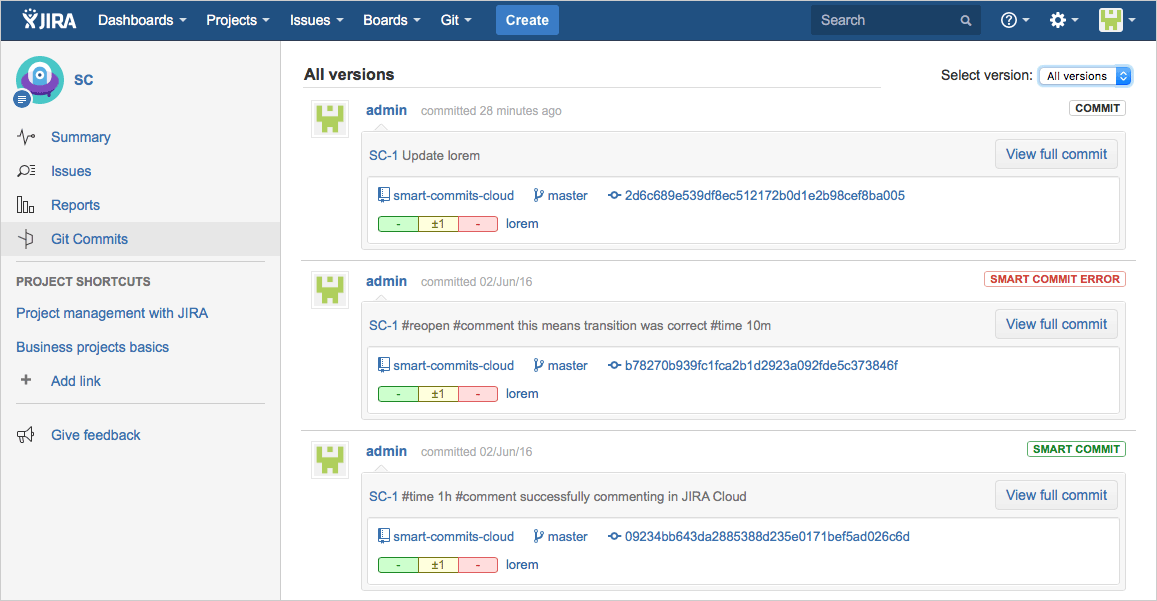 JIRA Dashboards Projects Issues Boards Git Create Search
SC
Summary
Issues
Reports
Git Commits
PROJECT SHORTCUTS
Project management with JIRA
Business projects basics
+ Add link
Give feedback
All versions
Select version: All versions
admin committed 28 minutes ago COMMIT
SC-1 Update lorem View full commit
smart-commits-cloud master 2d6c689e539df8ec512172b0d1e2b98cef8ba005
- ±1 - lorem
admin committed 02/Jun/16 SMART COMMIT ERROR
SC-1 #reopen #comment this means transition was correct #time 10m View full commit
smart-commits-cloud master b78270b939fc1fca2b1d2923a092fde5c373846f
- ±1 - lorem
admin committed 02/Jun/16 SMART COMMIT
SC-1 #time 1h #comment successfully commenting in JIRA Cloud View full commit
smart-commits-cloud master 09234bb643da2885388d235e0171bef5ad026c6d
- ±1 - lorem